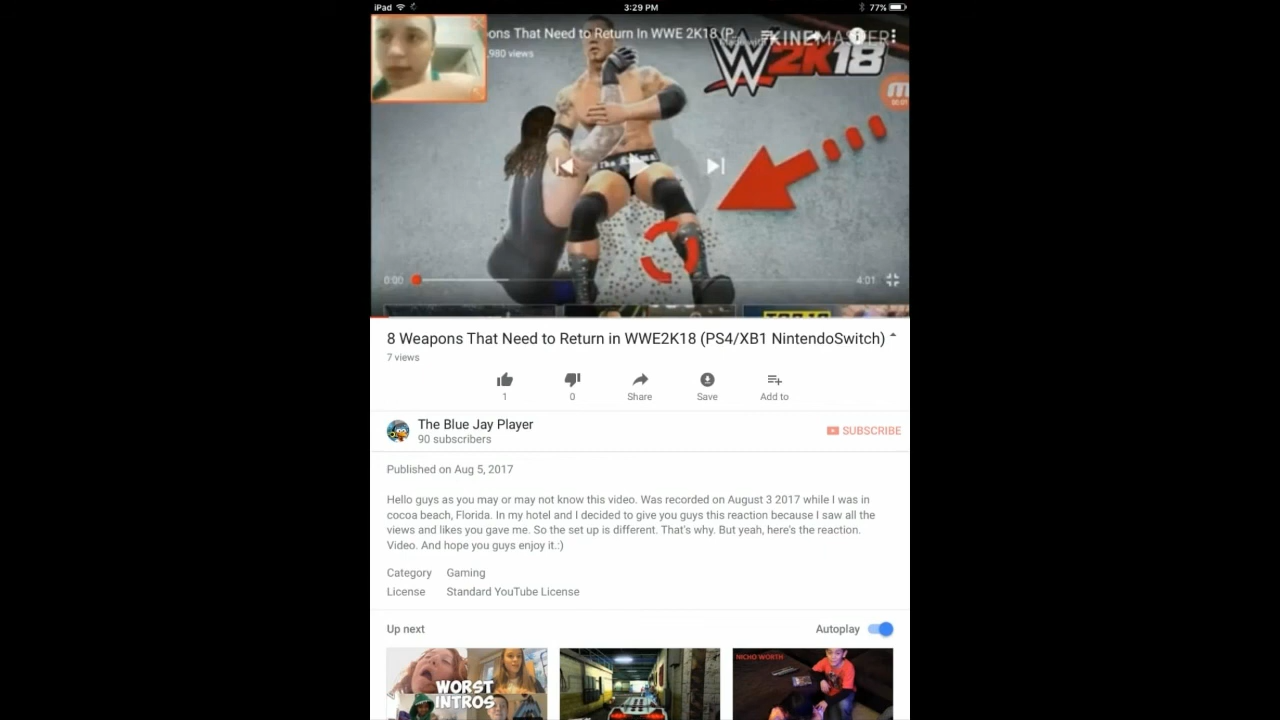 iPad
3:29 PM
77%
ons That Need to Return In WWE 2K18 (P
,980 views
KINEMASTER
W 2K18
00:01
0:00
4:01
8 Weapons That Need to Return in WWE2K18 (PS4/XB1 NintendoSwitch)
7 views
1
0
Share
Save
Add to
The Blue Jay Player
90 subscribers
SUBSCRIBE
Published on Aug 5, 2017
Hello guys as you may or may not know this video. Was recorded on August 3 2017 while I was in
cocoa beach, Florida. In my hotel and I decided to give you guys this reaction because I saw all the
views and likes you gave me. So the set up is different. That's why. But yeah, here's the reaction.
Video. And hope you guys enjoy it.:)
Category Gaming
License Standard YouTube License
Up next
Autoplay
WORST
INTROS
NICHO WORTH